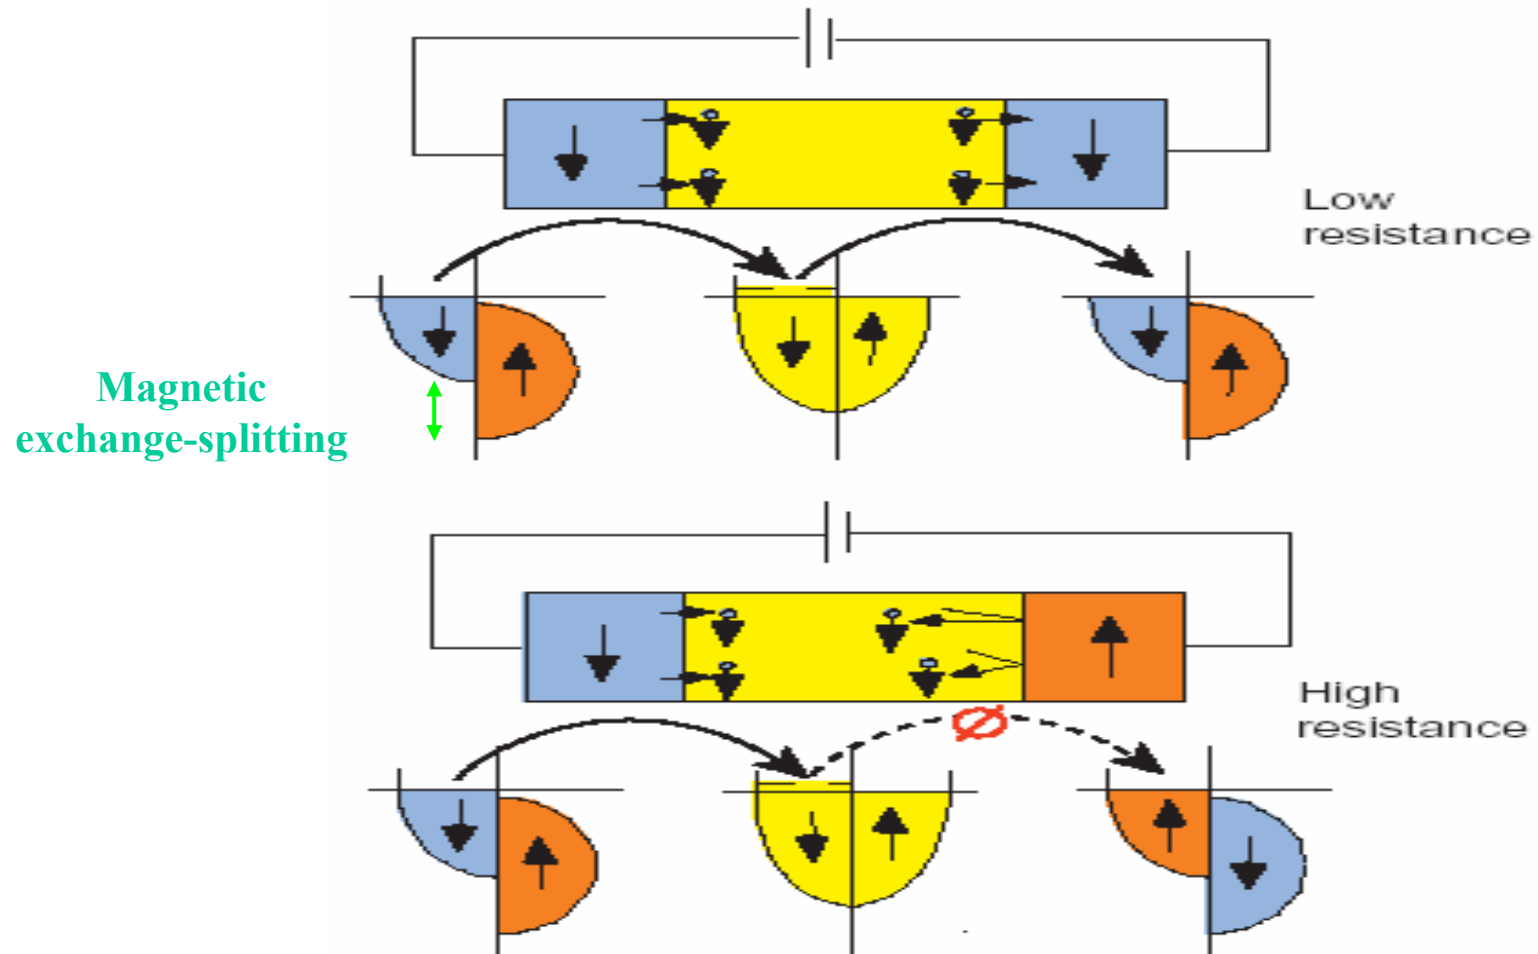 Low
resistance
Magnetic
exchange-splitting
High
resistance